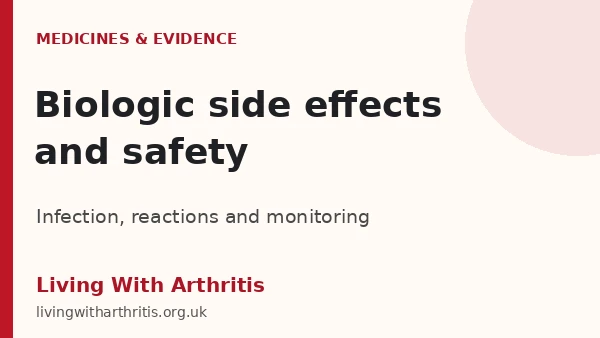 MEDICINES & EVIDENCE
Biologic side effects
and safety
Infection, reactions and monitoring
Living With Arthritis
livingwitharthritis.org.uk